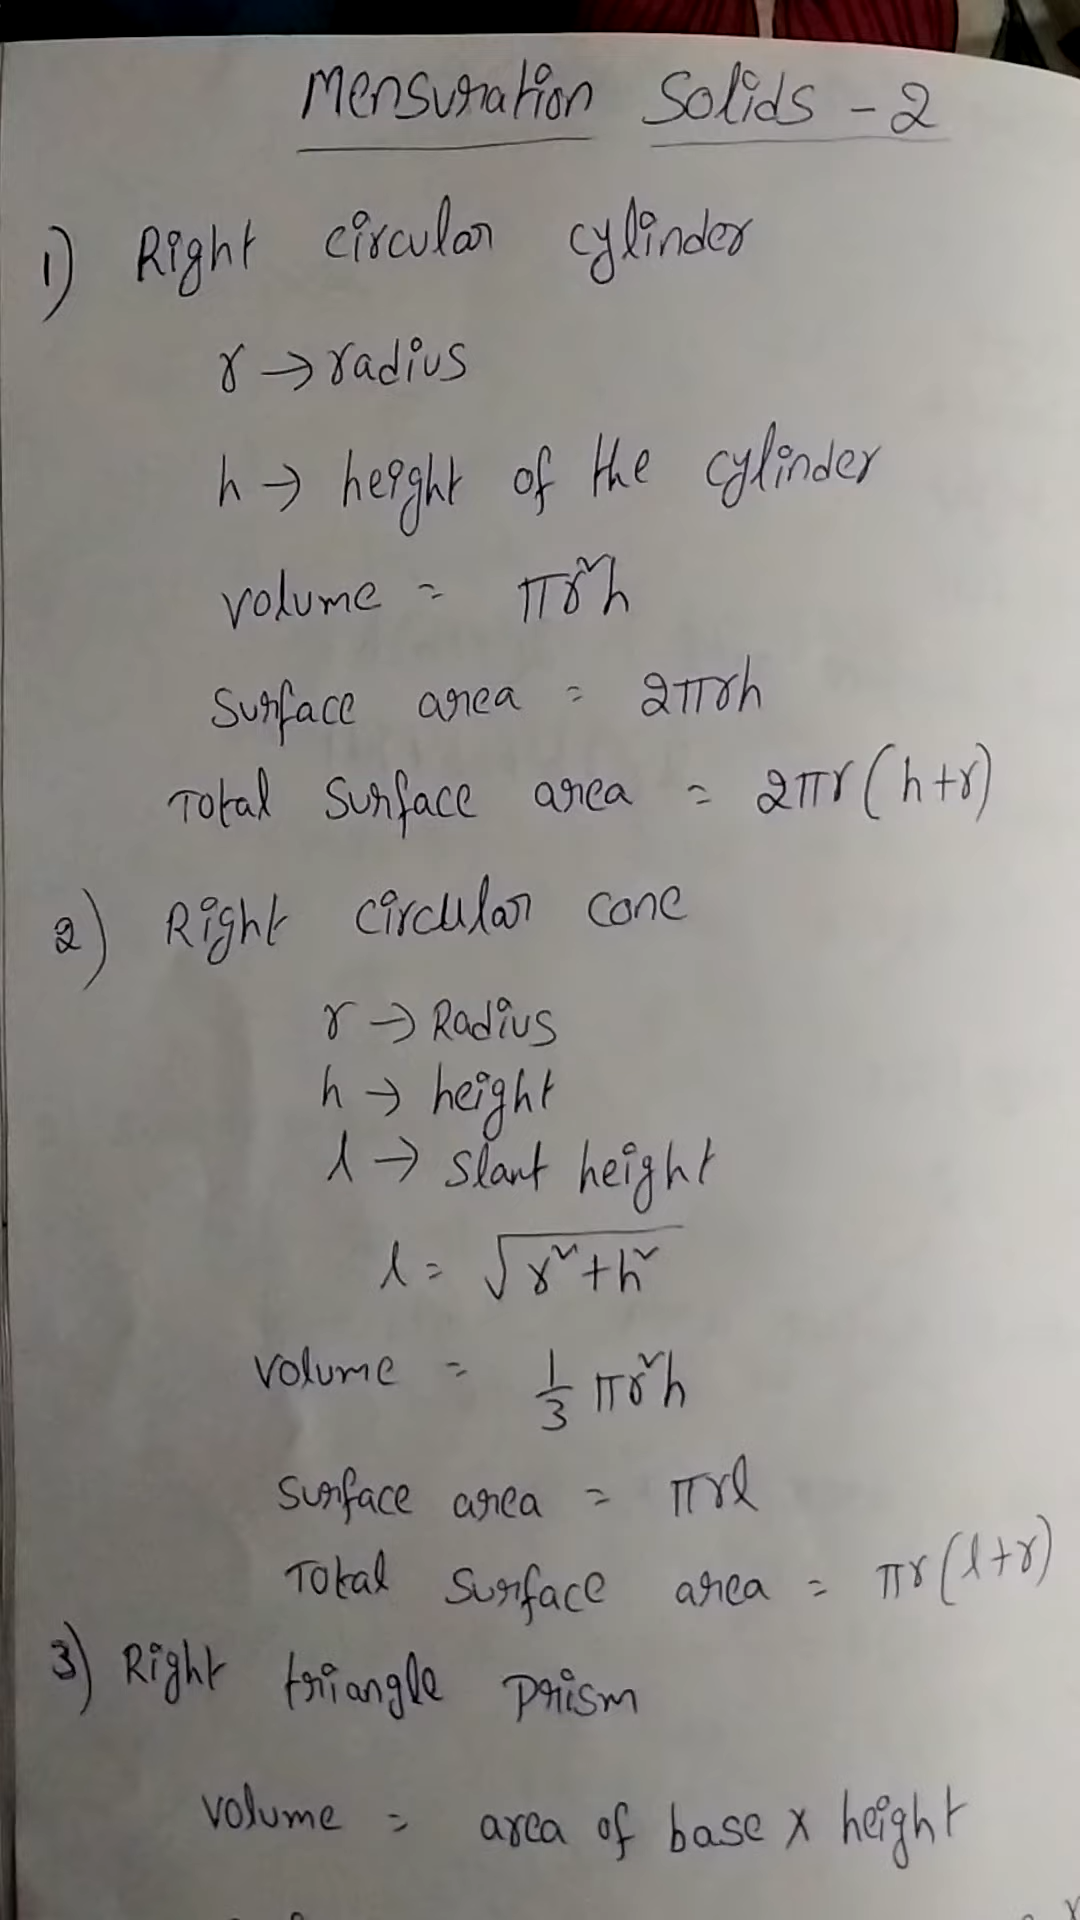 Mensuration Solids - 2
1) Right circular cylinder
r → radius
h → height of the cylinder
volume = πr²h
Surface area = 2πrh
Total Surface area = 2πr(h+r)
2) Right circular cone
r → Radius
h → height
l → Slant height
l = √(r²+h²)
volume = 1/3 πr²h
Surface area = πrl
Total Surface area = πr(l+r)
3) Right triangle Prism
volume = area of base x height